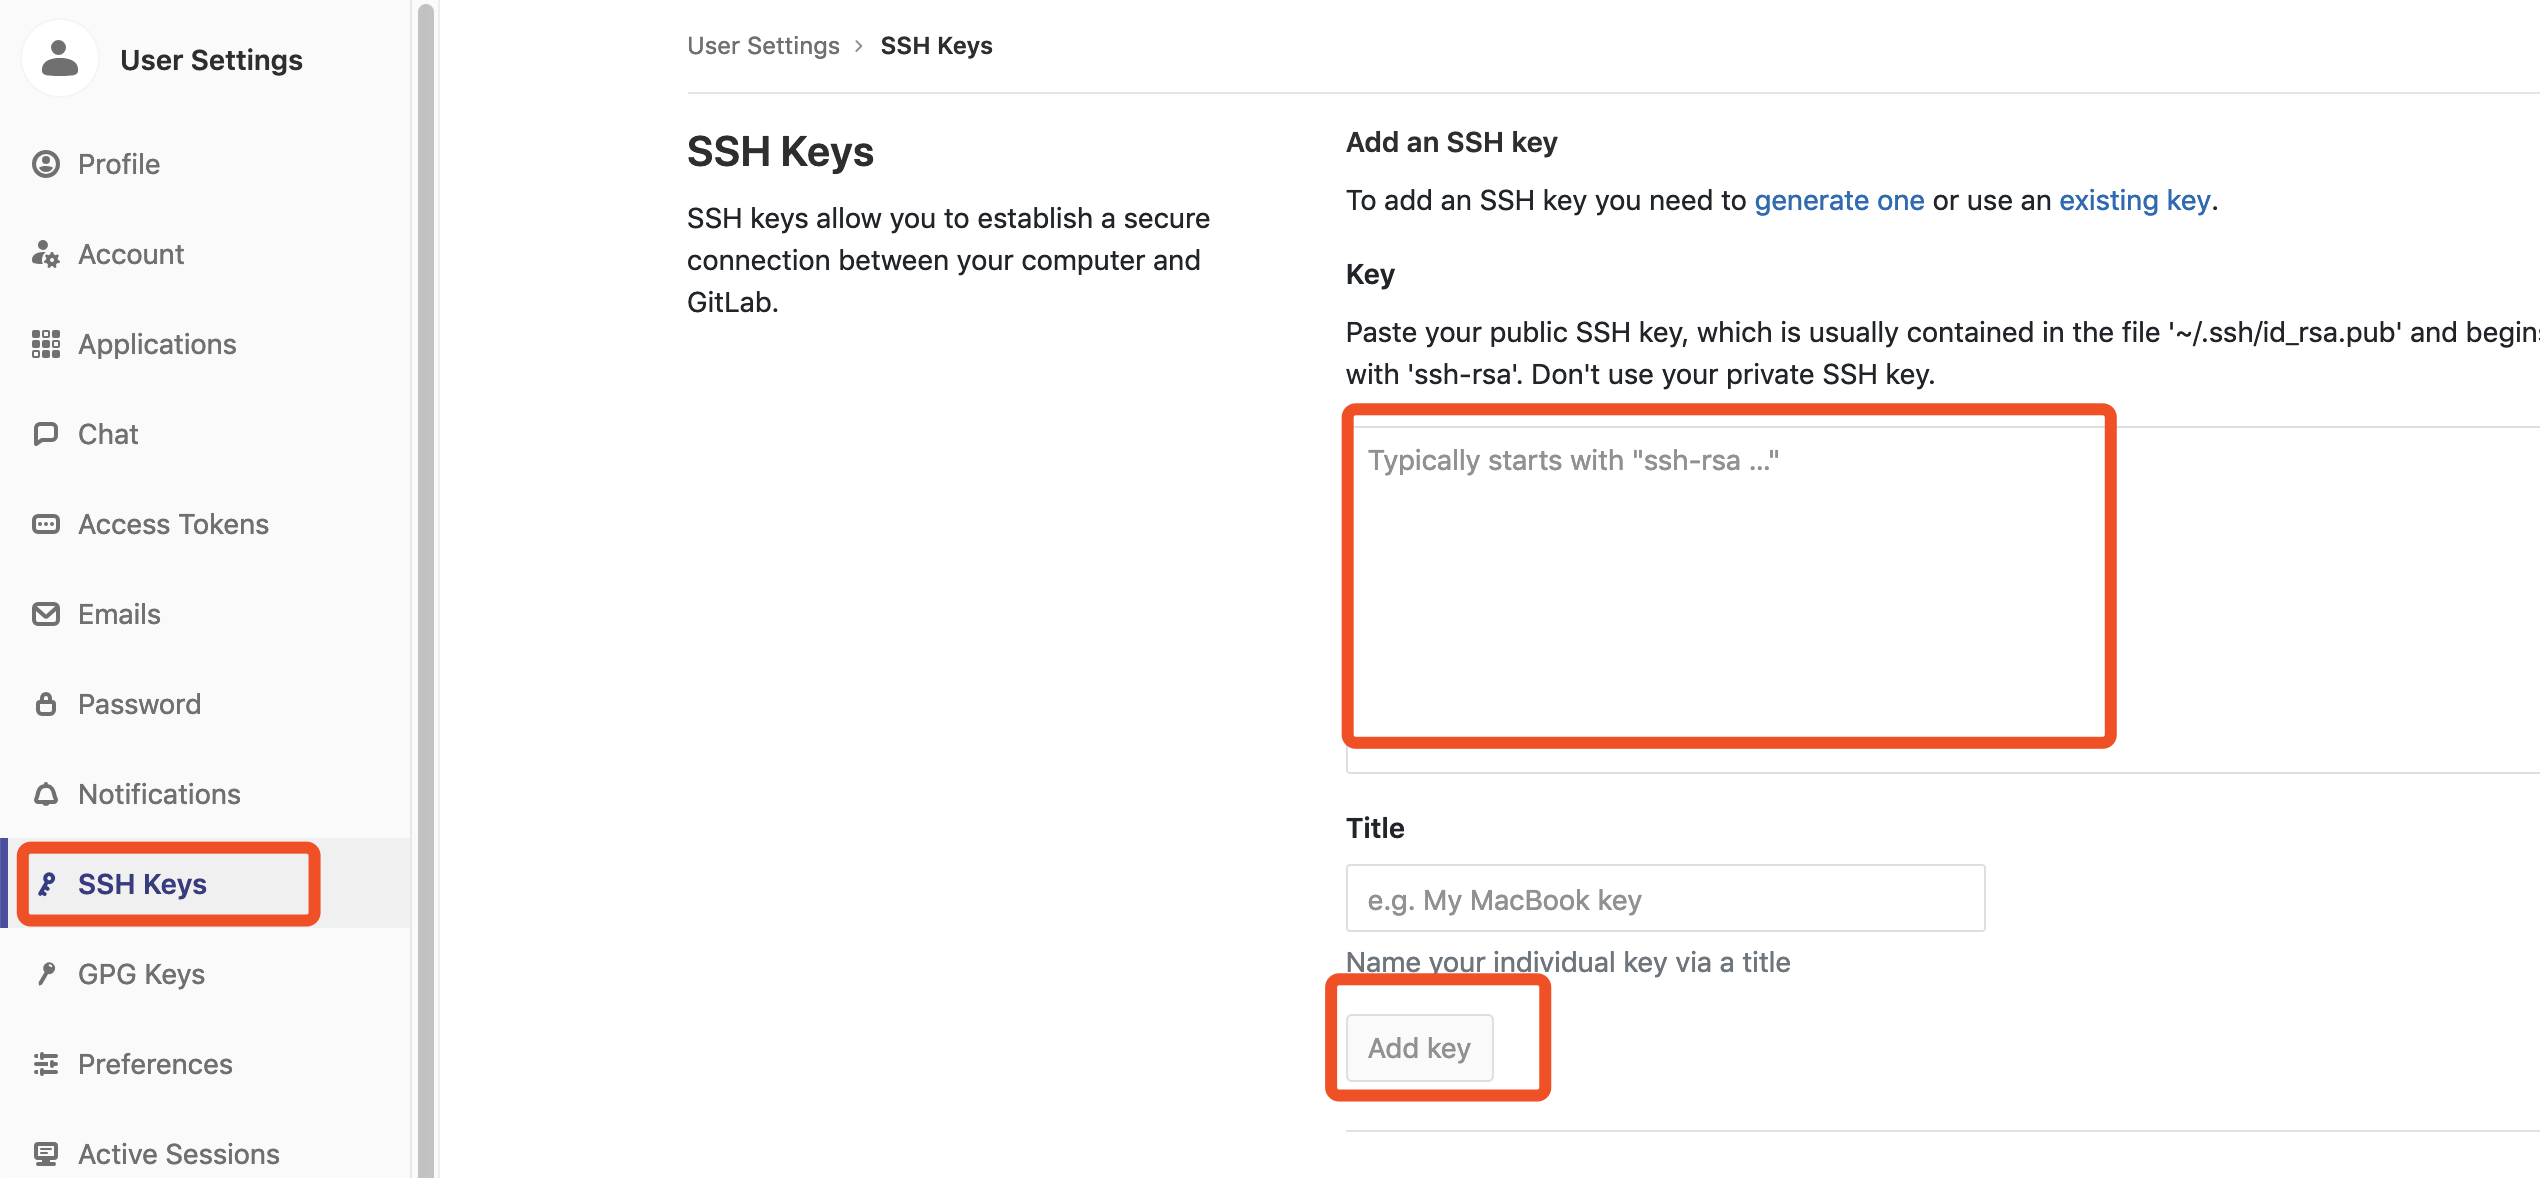 User Settings
Profile
Account
Applications
Chat
Access Tokens
Emails
Password
Notifications
SSH Keys
GPG Keys
Preferences
Active Sessions
User Settings › SSH Keys
SSH Keys
SSH keys allow you to establish a secure
connection between your computer and
GitLab.
Add an SSH key
To add an SSH key you need to generate one or use an existing key.
Key
Paste your public SSH key, which is usually contained in the file '~/.ssh/id_rsa.pub' and begins
with 'ssh-rsa'. Don't use your private SSH key.
Typically starts with "ssh-rsa ..."
Title
e.g. My MacBook key
Name your individual key via a title
Add key